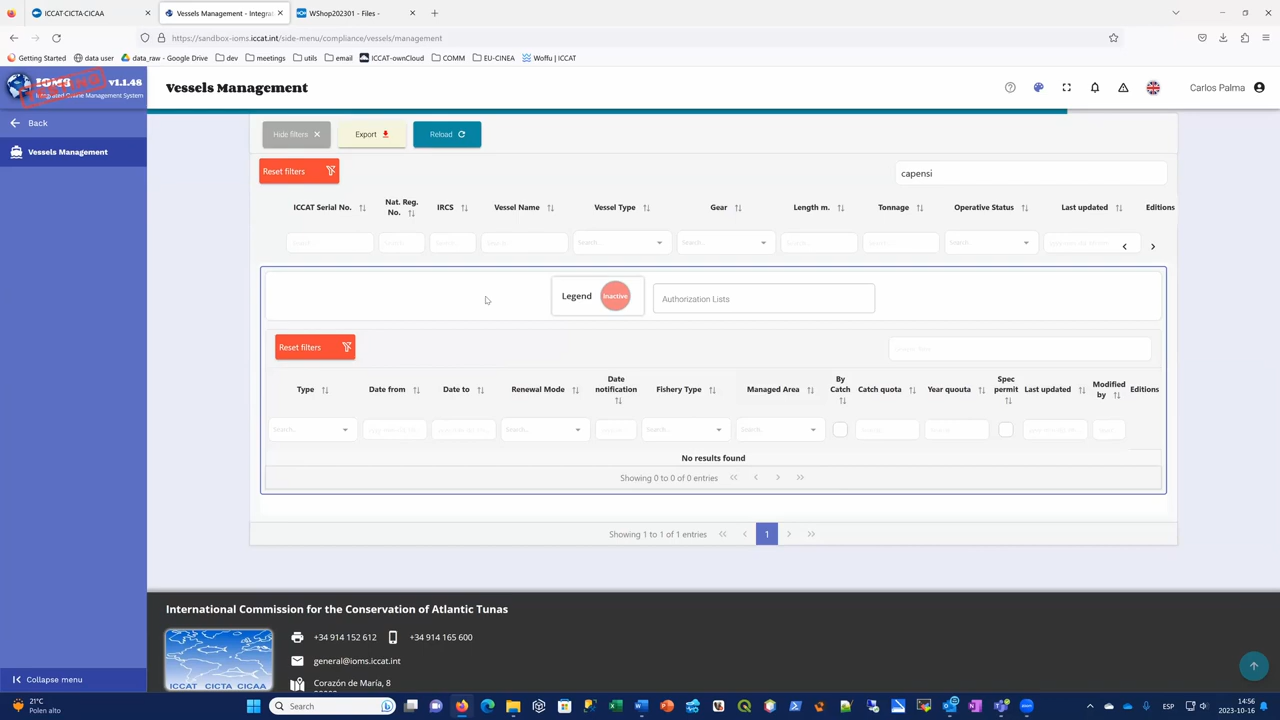 ICCAT·CICTA·CICAA
Vessels Management - Integra
WShop202301 - Files -
https://sandbox-ioms.iccat.int/side-menu/compliance/vessels/management
Getting Started
data user
data_raw - Google Drive
dev
meetings
utils
email
ICCAT-ownCloud
COMM
EU-CINEA
Woffu | ICCAT
IOMS
v1.1.48
Integrated Online Management System
Vessels Management
Carlos Palma
Back
Vessels Management
Hide filters
Export
Reload
Reset filters
capensi
ICCAT Serial No.
Nat. Reg. No.
IRCS
Vessel Name
Vessel Type
Gear
Length m.
Tonnage
Operative Status
Last updated
Editions
Legend
Inactive
Authorization Lists
Reset filters
Type
Date from
Date to
Renewal Mode
Date notification
Fishery Type
Managed Area
By Catch
Catch quota
Year quouta
Spec permit
Last updated
Modified by
Editions
No results found
Showing 0 to 0 of 0 entries
Showing 1 to 1 of 1 entries
1
International Commission for the Conservation of Atlantic Tunas
+34 914 152 612
+34 914 165 600
general@ioms.iccat.int
Corazón de María, 8
ICCAT CICTA CICAA
Collapse menu
21°C
Polen alto
Search
ESP
14:56
2023-10-16